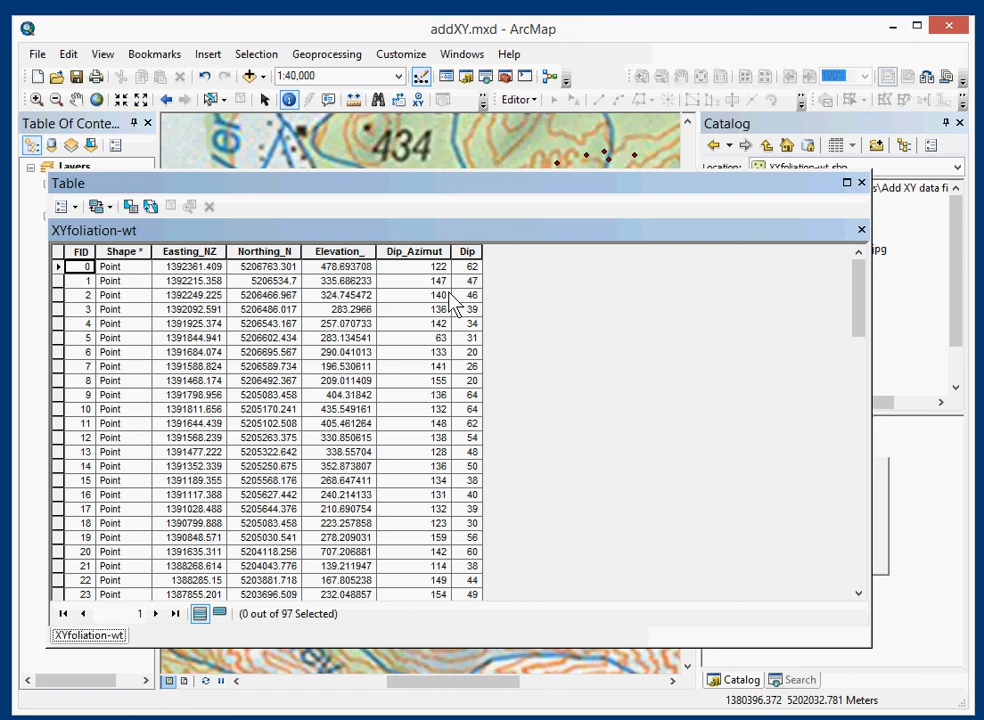 addXY.mxd - ArcMap
File Edit View Bookmarks Insert Selection Geoprocessing Customize Windows Help
1:40,000 100%
Editor
Table Of Conte...
434
Catalog
Layers
Location: XYfoliation-wt.shp
Table
s\Add XY data fi
XYfoliation-wt
jpg
FID Shape * Easting_NZ Northing_N Elevation_ Dip_Azimut Dip
0 Point 1392361.409 5206763.301 478.693708 122 62
1 Point 1392215.358 5206534.7 335.686233 147 47
2 Point 1392249.225 5206466.967 324.745472 140 46
3 Point 1392092.591 5206486.017 283.2966 136 39
4 Point 1391925.374 5206543.167 257.070733 142 34
5 Point 1391844.941 5206602.434 283.134541 63 31
6 Point 1391684.074 5206695.567 290.041013 133 20
7 Point 1391588.824 5206589.734 196.530611 141 26
8 Point 1391468.174 5206492.367 209.011409 155 20
9 Point 1391798.956 5205083.458 404.31842 136 64
10 Point 1391811.656 5205170.241 435.549161 132 64
11 Point 1391644.439 5205102.508 405.461264 148 62
12 Point 1391568.239 5205263.375 330.850615 138 54
13 Point 1391477.222 5205322.642 338.55704 128 48
14 Point 1391352.339 5205250.675 352.873807 136 50
15 Point 1391189.355 5205568.176 268.647411 134 38
16 Point 1391117.388 5205627.442 240.214133 131 40
17 Point 1391028.488 5205644.376 210.690754 132 39
18 Point 1390799.888 5205083.458 223.257858 123 30
19 Point 1390848.571 5205030.541 278.209031 159 56
20 Point 1391635.311 5204118.256 707.206881 142 60
21 Point 1388268.614 5204043.776 139.211947 114 38
22 Point 1388285.15 5203881.718 167.805238 149 44
23 Point 1387855.201 5203696.509 232.048857 154 49
1 (0 out of 97 Selected)
XYfoliation-wt
Catalog Search
1380396.372 5202032.781 Meters